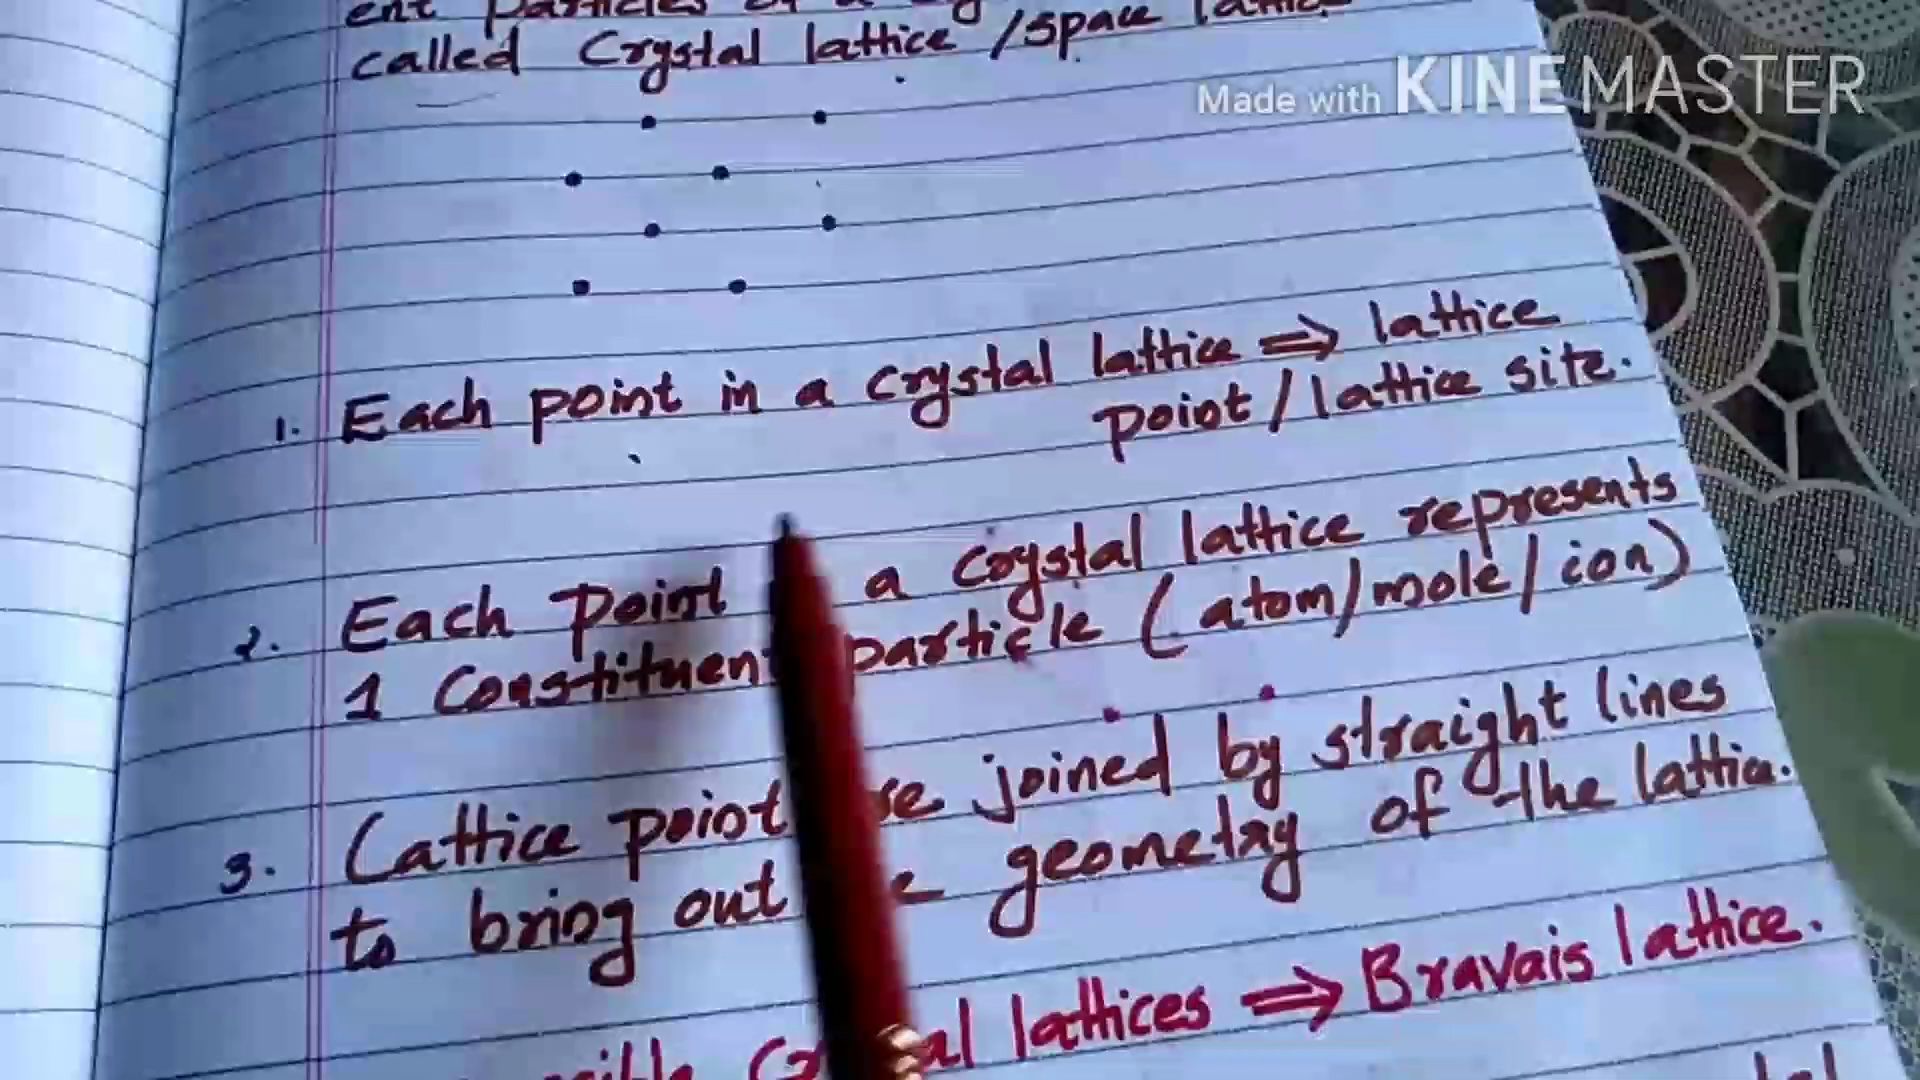 called Crystal lattice /space
Made with KINEMASTER
1. Each point in a crystal lattice ⇒ lattice
point/lattice site.
2. Each point a crystal lattice represents
1 Constituent particle (atom/mole/ion)
3. Lattice point joined by straight lines
to bring out geometry of the lattice.
lattices ⇒ Bravais lattice.